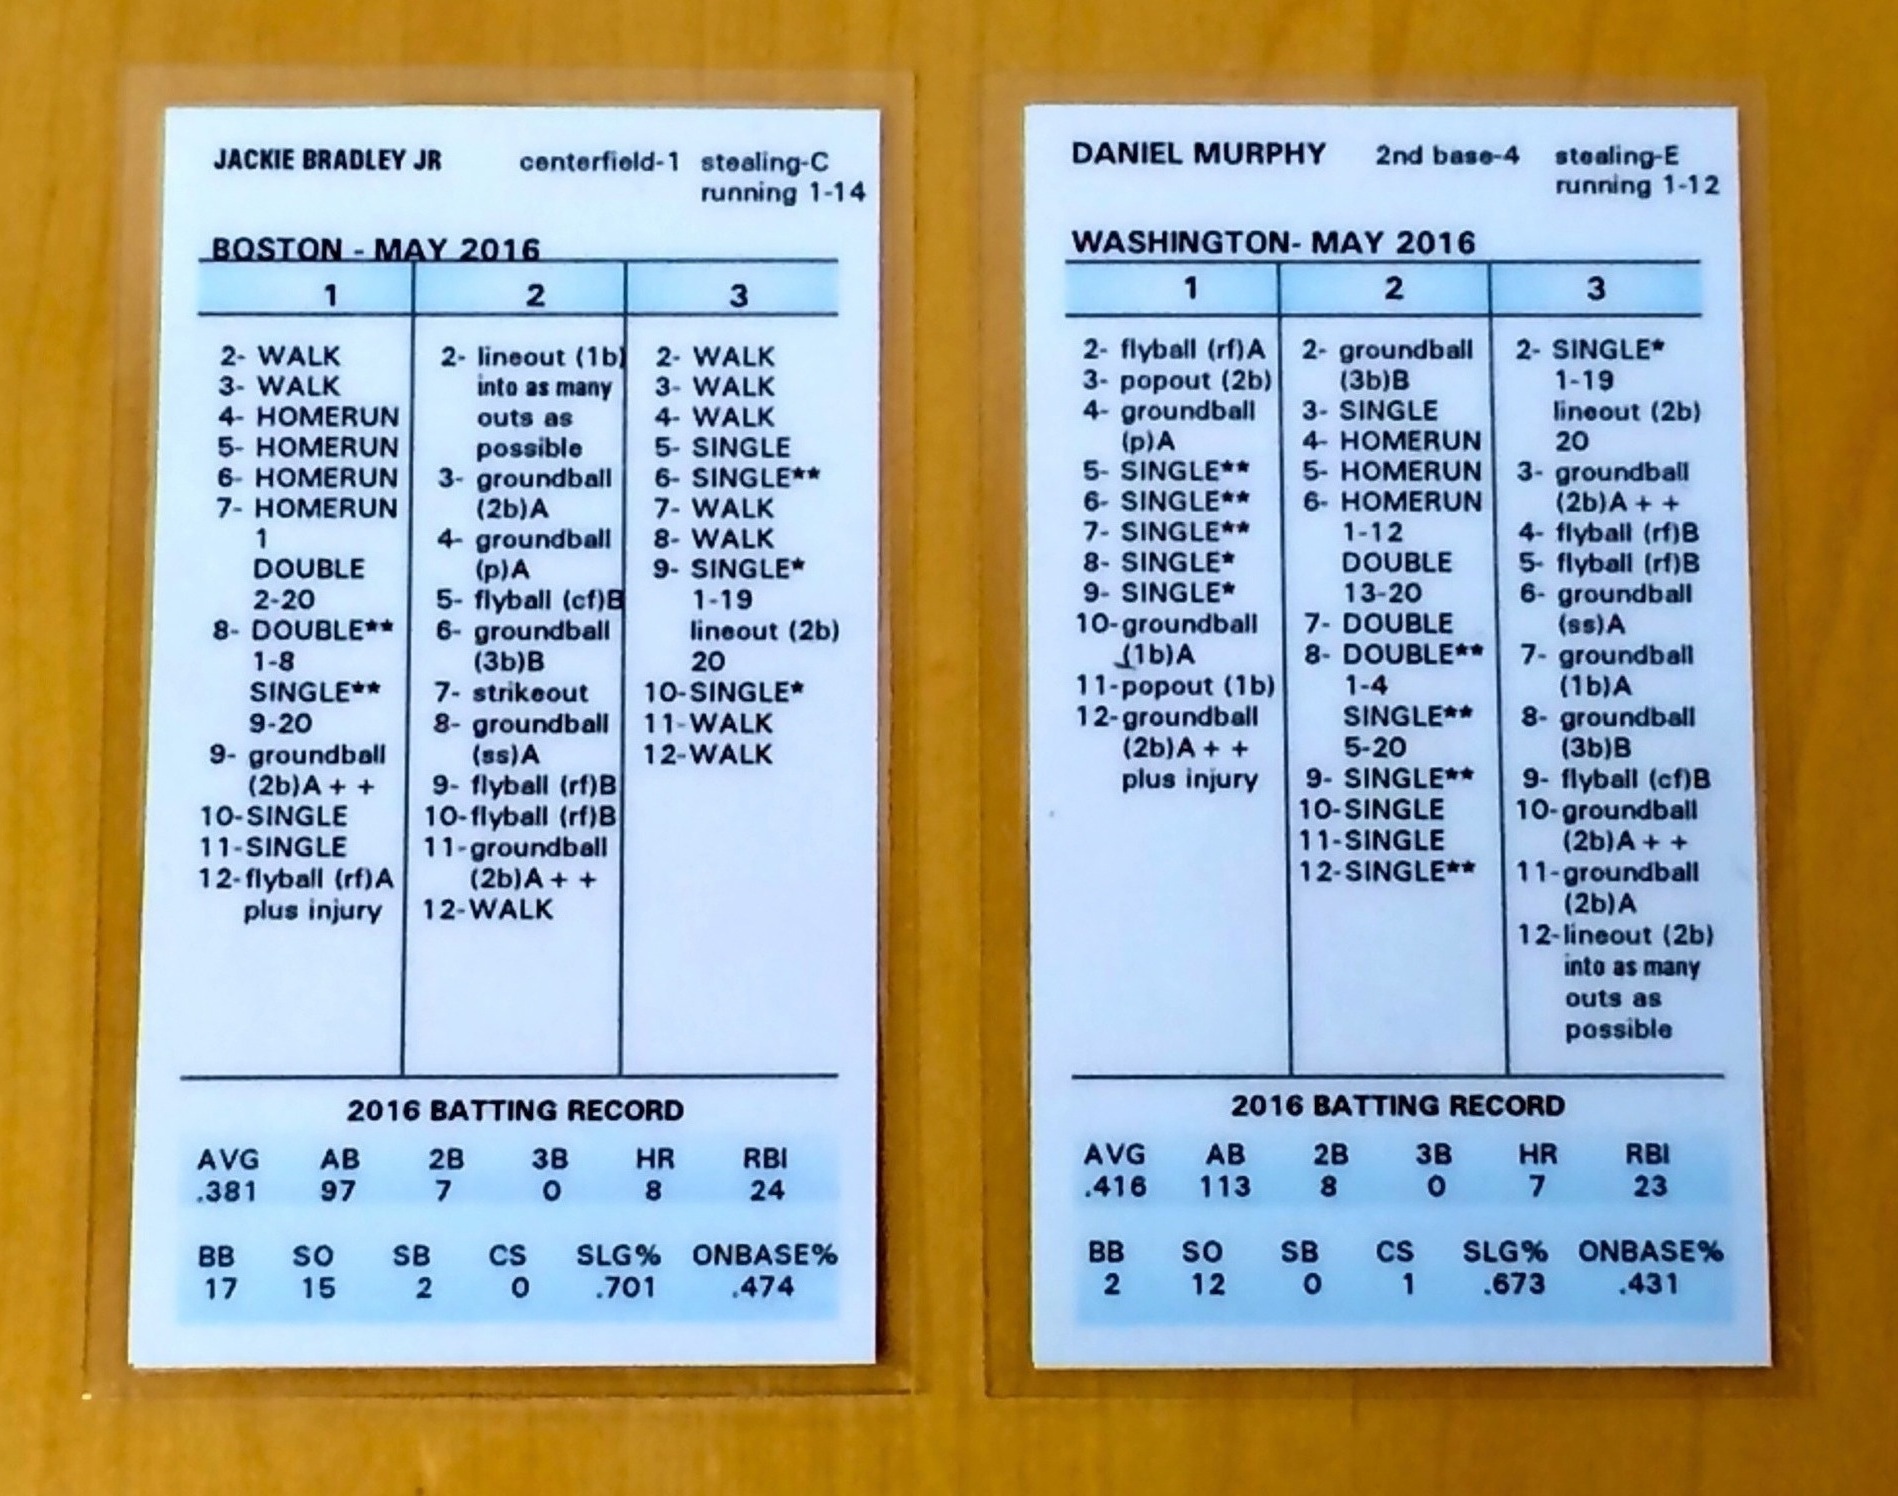 JACKIE BRADLEY JR centerfield-1 stealing-C
running 1-14
BOSTON - MAY 2016
1 2 3
2- WALK
3- WALK
4- HOMERUN
5- HOMERUN
6- HOMERUN
7- HOMERUN
1
DOUBLE
2-20
8- DOUBLE**
1-8
SINGLE**
9-20
9- groundball
(2b)A + +
10-SINGLE
11-SINGLE
12-flyball (rf)A
plus injury
2- lineout (1b)
into as many
outs as
possible
3- groundball
(2b)A
4- groundball
(p)A
5- flyball (cf)B
6- groundball
(3b)B
7- strikeout
8- groundball
(ss)A
9- flyball (rf)B
10-flyball (rf)B
11-groundball
(2b)A + +
12-WALK
2- WALK
3- WALK
4- WALK
5- SINGLE
6- SINGLE**
7- WALK
8- WALK
9- SINGLE*
1-19
lineout (2b)
20
10-SINGLE*
11-WALK
12-WALK
2016 BATTING RECORD
AVG AB 2B 3B HR RBI
.381 97 7 0 8 24
BB SO SB CS SLG% ONBASE%
17 15 2 0 .701 .474
DANIEL MURPHY 2nd base-4 stealing-E
running 1-12
WASHINGTON- MAY 2016
1 2 3
2- flyball (rf)A
3- popout (2b)
4- groundball
(p)A
5- SINGLE**
6- SINGLE**
7- SINGLE**
8- SINGLE*
9- SINGLE*
10-groundball
(1b)A
11-popout (1b)
12-groundball
(2b)A + +
plus injury
2- groundball
(3b)B
3- SINGLE
4- HOMERUN
5- HOMERUN
6- HOMERUN
1-12
DOUBLE
13-20
7- DOUBLE
8- DOUBLE**
1-4
SINGLE**
5-20
9- SINGLE**
10-SINGLE
11-SINGLE
12-SINGLE**
2- SINGLE*
1-19
lineout (2b)
20
3- groundball
(2b)A + +
4- flyball (rf)B
5- flyball (rf)B
6- groundball
(ss)A
7- groundball
(1b)A
8- groundball
(3b)B
9- flyball (cf)B
10-groundball
(2b)A + +
11-groundball
(2b)A
12-lineout (2b)
into as many
outs as
possible
2016 BATTING RECORD
AVG AB 2B 3B HR RBI
.416 113 8 0 7 23
BB SO SB CS SLG% ONBASE%
2 12 0 1 .673 .431